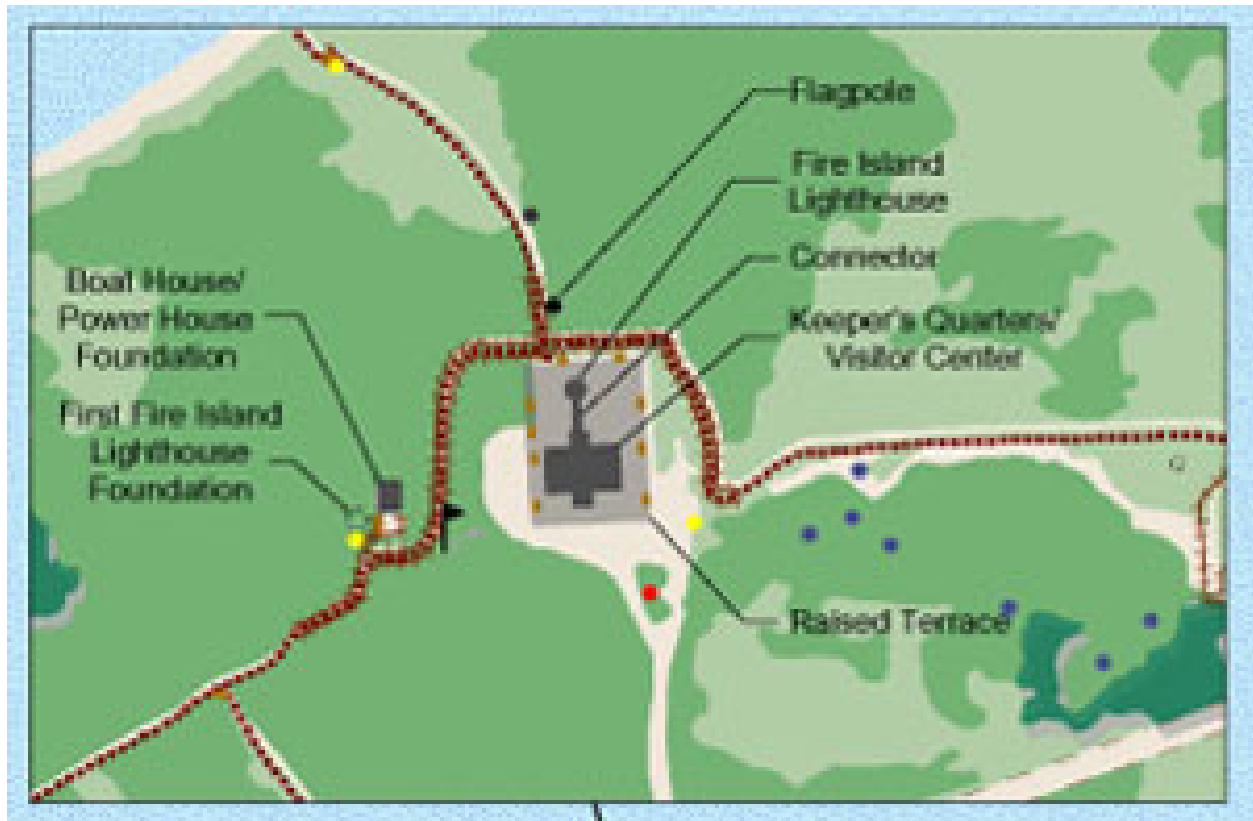 Flagpole
Fire Island
Lighthouse
Connector
Keeper's Quarters/
Visitor Center
Boat House/
Power House
Foundation
First Fire Island
Lighthouse
Foundation
Raised Terrace